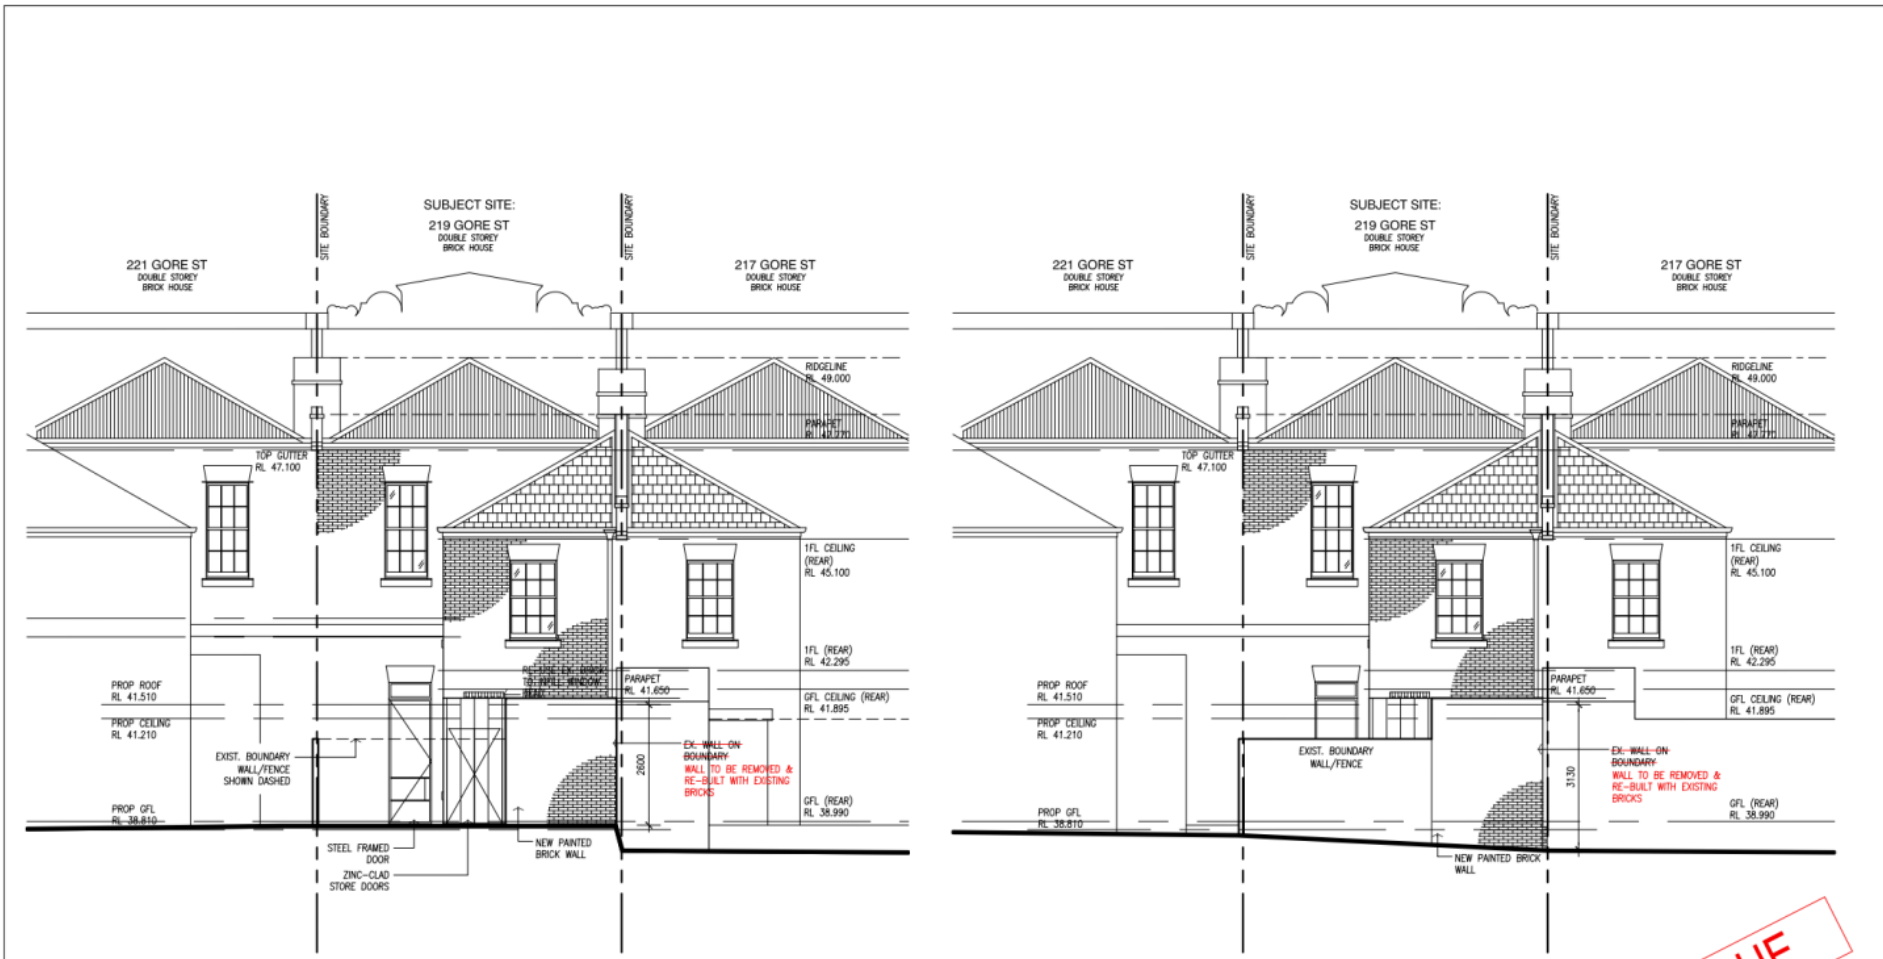 SUBJECT SITE:
219 GORE ST
DOUBLE STOREY
BRICK HOUSE
SITE BOUNDARY
SITE BOUNDARY
221 GORE ST
DOUBLE STOREY
BRICK HOUSE
217 GORE ST
DOUBLE STOREY
BRICK HOUSE
RIDGELINE
RL 49.000
PARAPET
TOP GUTTER
RL 47.100
1FL CEILING
(REAR)
RL 45.100
1FL (REAR)
RL 42.295
PARAPET
RL 41.650
GFL CEILING (REAR)
RL 41.895
PROP ROOF
RL 41.510
PROP CEILING
RL 41.210
EXIST. BOUNDARY
WALL/FENCE
SHOWN DASHED
2600
EX. WALL ON
BOUNDARY
WALL TO BE REMOVED &
RE-BUILT WITH EXISTING
BRICKS
PROP GFL
RL 38.810
GFL (REAR)
RL 38.990
STEEL FRAMED
DOOR
ZINC-CLAD
STORE DOORS
NEW PAINTED
BRICK WALL
SUBJECT SITE:
219 GORE ST
DOUBLE STOREY
BRICK HOUSE
SITE BOUNDARY
SITE BOUNDARY
221 GORE ST
DOUBLE STOREY
BRICK HOUSE
217 GORE ST
DOUBLE STOREY
BRICK HOUSE
RIDGELINE
RL 49.000
PARAPET
TOP GUTTER
RL 47.100
1FL CEILING
(REAR)
RL 45.100
1FL (REAR)
RL 42.295
PARAPET
RL 41.650
GFL CEILING (REAR)
RL 41.895
PROP ROOF
RL 41.510
PROP CEILING
RL 41.210
EXIST. BOUNDARY
WALL/FENCE
3130
EX. WALL ON
BOUNDARY
WALL TO BE REMOVED &
RE-BUILT WITH EXISTING
BRICKS
PROP GFL
RL 38.810
GFL (REAR)
RL 38.990
NEW PAINTED BRICK
WALL